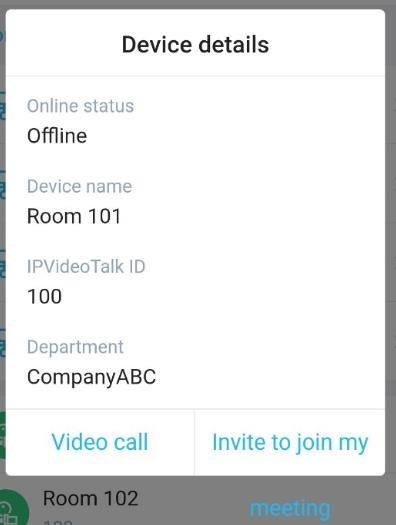 Device details
Online status
Offline
Device name
Room 101
IPVideoTalk ID
100
Department
CompanyABC
Video call
Invite to join my
Room 102
meeting